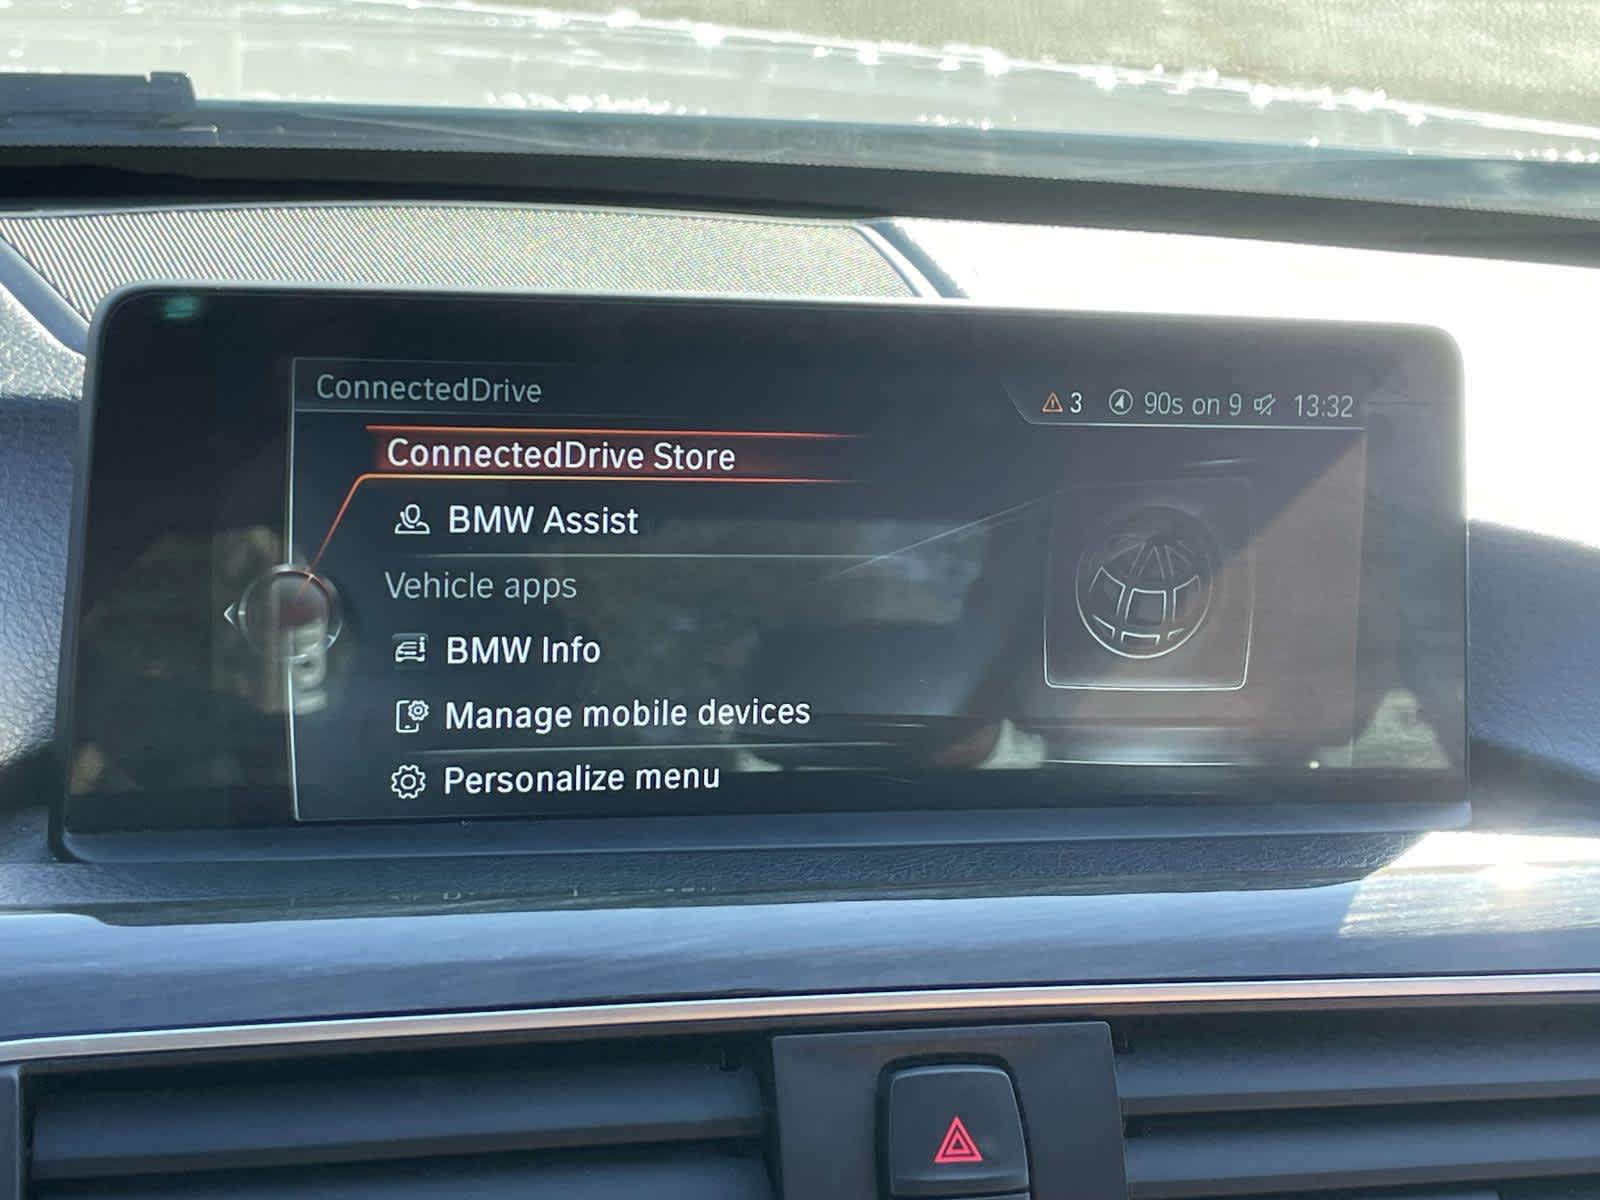 ConnectedDrive
3 90s on 9 13:32
ConnectedDrive Store
BMW Assist
Vehicle apps
BMW Info
Manage mobile devices
Personalize menu